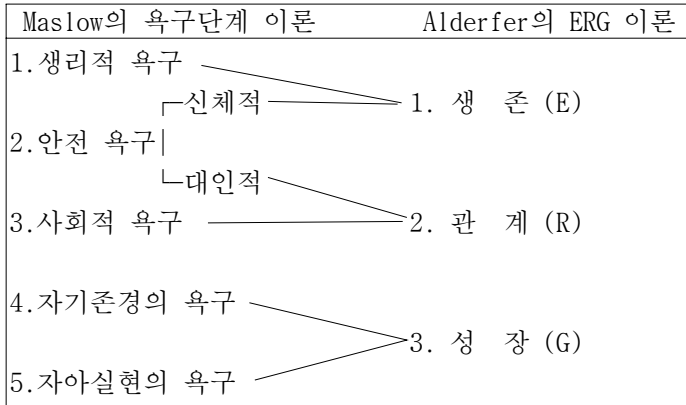 Maslow의 욕구단계 이론 Alderfer의 ERG 이론
1.생리적 욕구
신체적 1. 생 존 (E)
2.안전 욕구
대인적
3.사회적 욕구 2. 관 계 (R)
4.자기존경의 욕구
3. 성 장 (G)
5.자아실현의 욕구